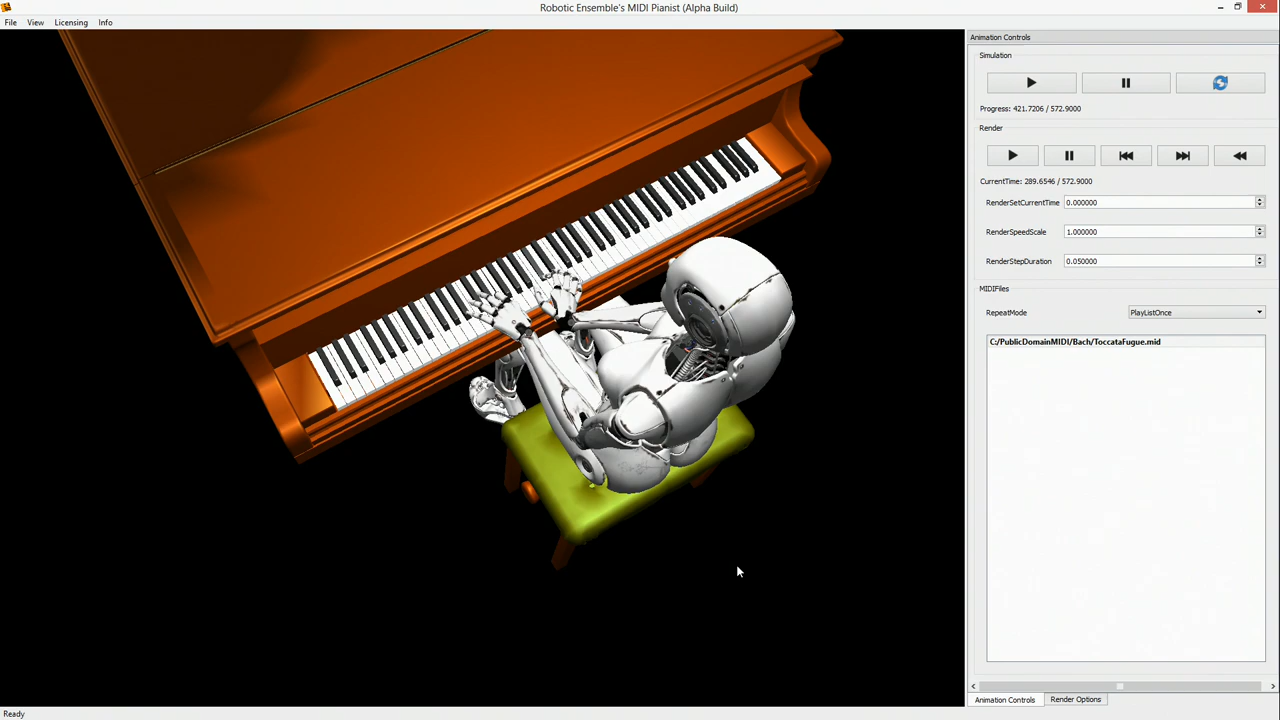 Robotic Ensemble's MIDI Pianist (Alpha Build)
File View Licensing Info
Animation Controls
Simulation
Progress: 421.7206 / 572.9000
Render
CurrentTime: 289.6546 / 572.9000
RenderSetCurrentTime 0.000000
RenderSpeedScale 1.000000
RenderStepDuration 0.050000
MIDIFiles
RepeatMode PlayListOnce
C:/PublicDomainMIDI/Bach/ToccataFugue.mid
Animation Controls Render Options
Ready